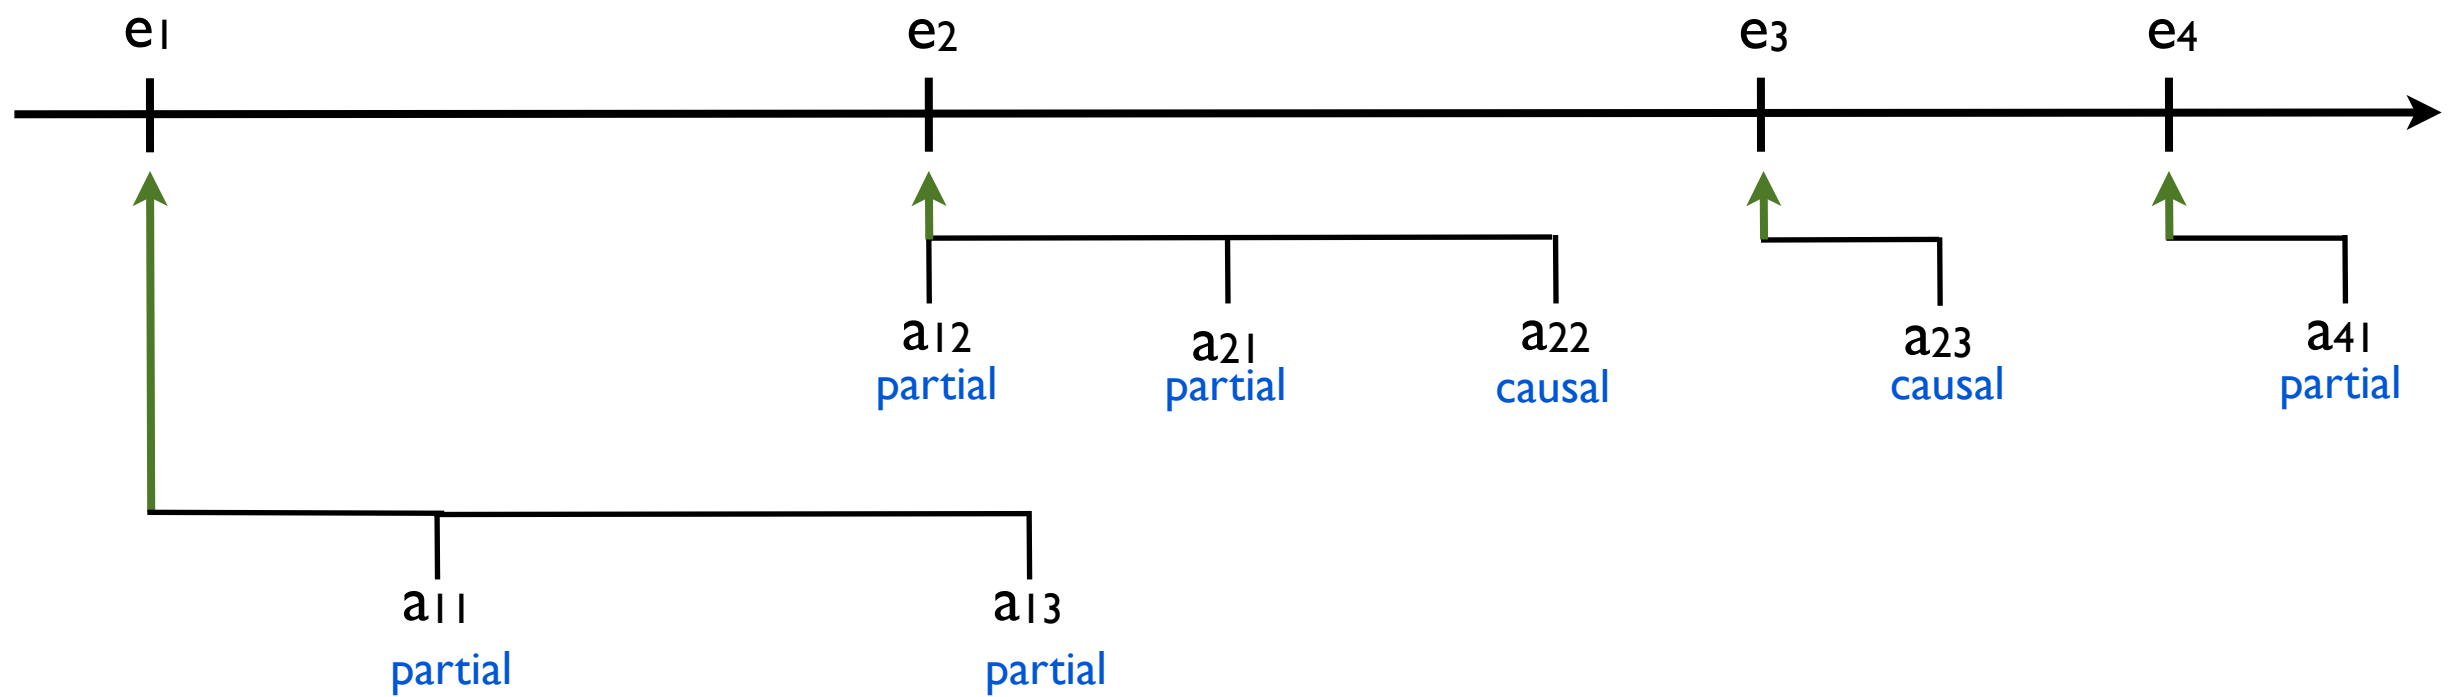 e1 e2 e3 e4
a12 a21 a22 a23 a41
partial partial causal causal partial
a11 a13
partial partial